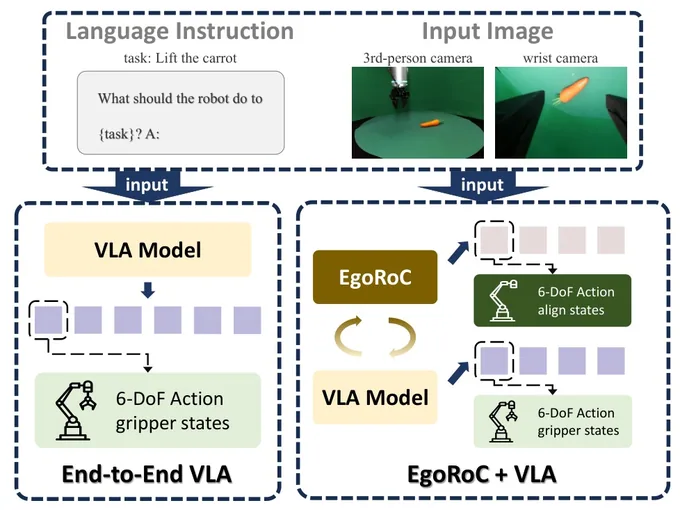 Language Instruction
Input Image
task: Lift the carrot
3rd-person camera
wrist camera
What should the robot do to
{task}? A:
input
input
VLA Model
6-DoF Action
gripper states
End-to-End VLA
EgoRoC
6-DoF Action
align states
VLA Model
6-DoF Action
gripper states
EgoRoC + VLA